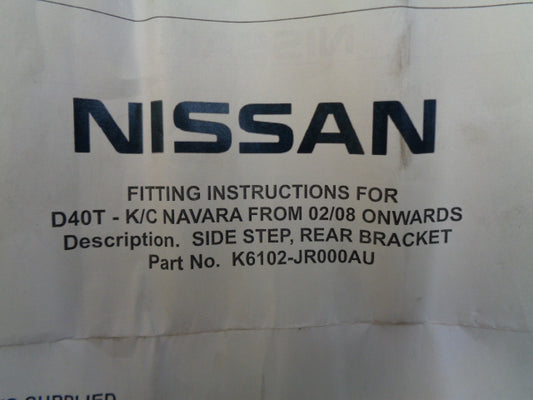 NISSAN
FITTING INSTRUCTIONS FOR
D40T - K/C NAVARA FROM 02/08 ONWARDS
Description. SIDE STEP, REAR BRACKET
Part No. K6102-JR000AU
SUPPLIED